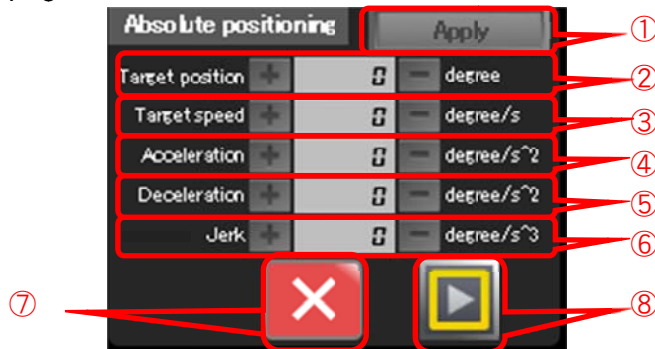 Absolute positioning Apply ①
Target position + 0 − degree ②
Target speed + 0 − degree/s ③
Acceleration + 0 − degree/s^2 ④
Deceleration + 0 − degree/s^2 ⑤
Jerk + 0 − degree/s^3 ⑥
⑦ ⑧